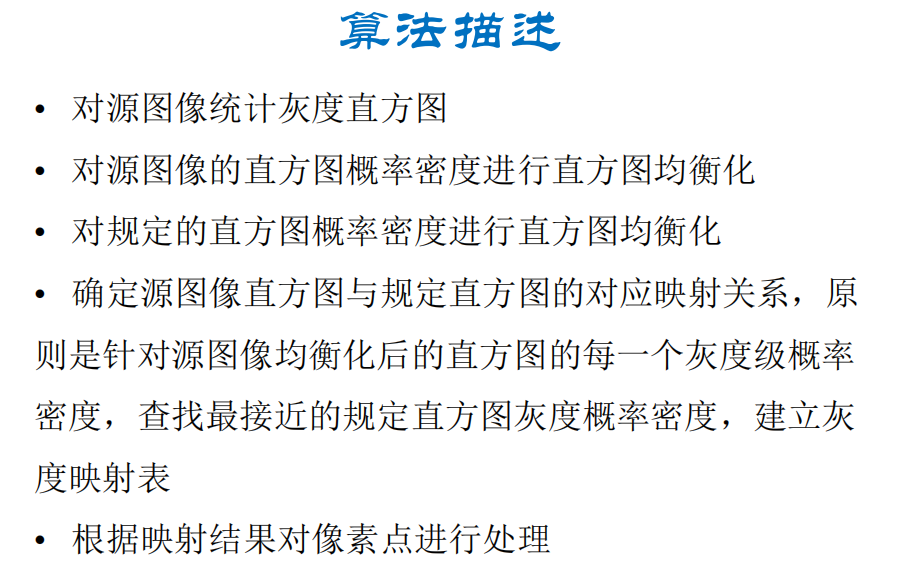 算法描述
• 对源图像统计灰度直方图
• 对源图像的直方图概率密度进行直方图均衡化
• 对规定的直方图概率密度进行直方图均衡化
• 确定源图像直方图与规定直方图的对应映射关系，原
则是针对源图像均衡化后的直方图的每一个灰度级概率
密度，查找最接近的规定直方图灰度概率密度，建立灰
度映射表
• 根据映射结果对像素点进行处理